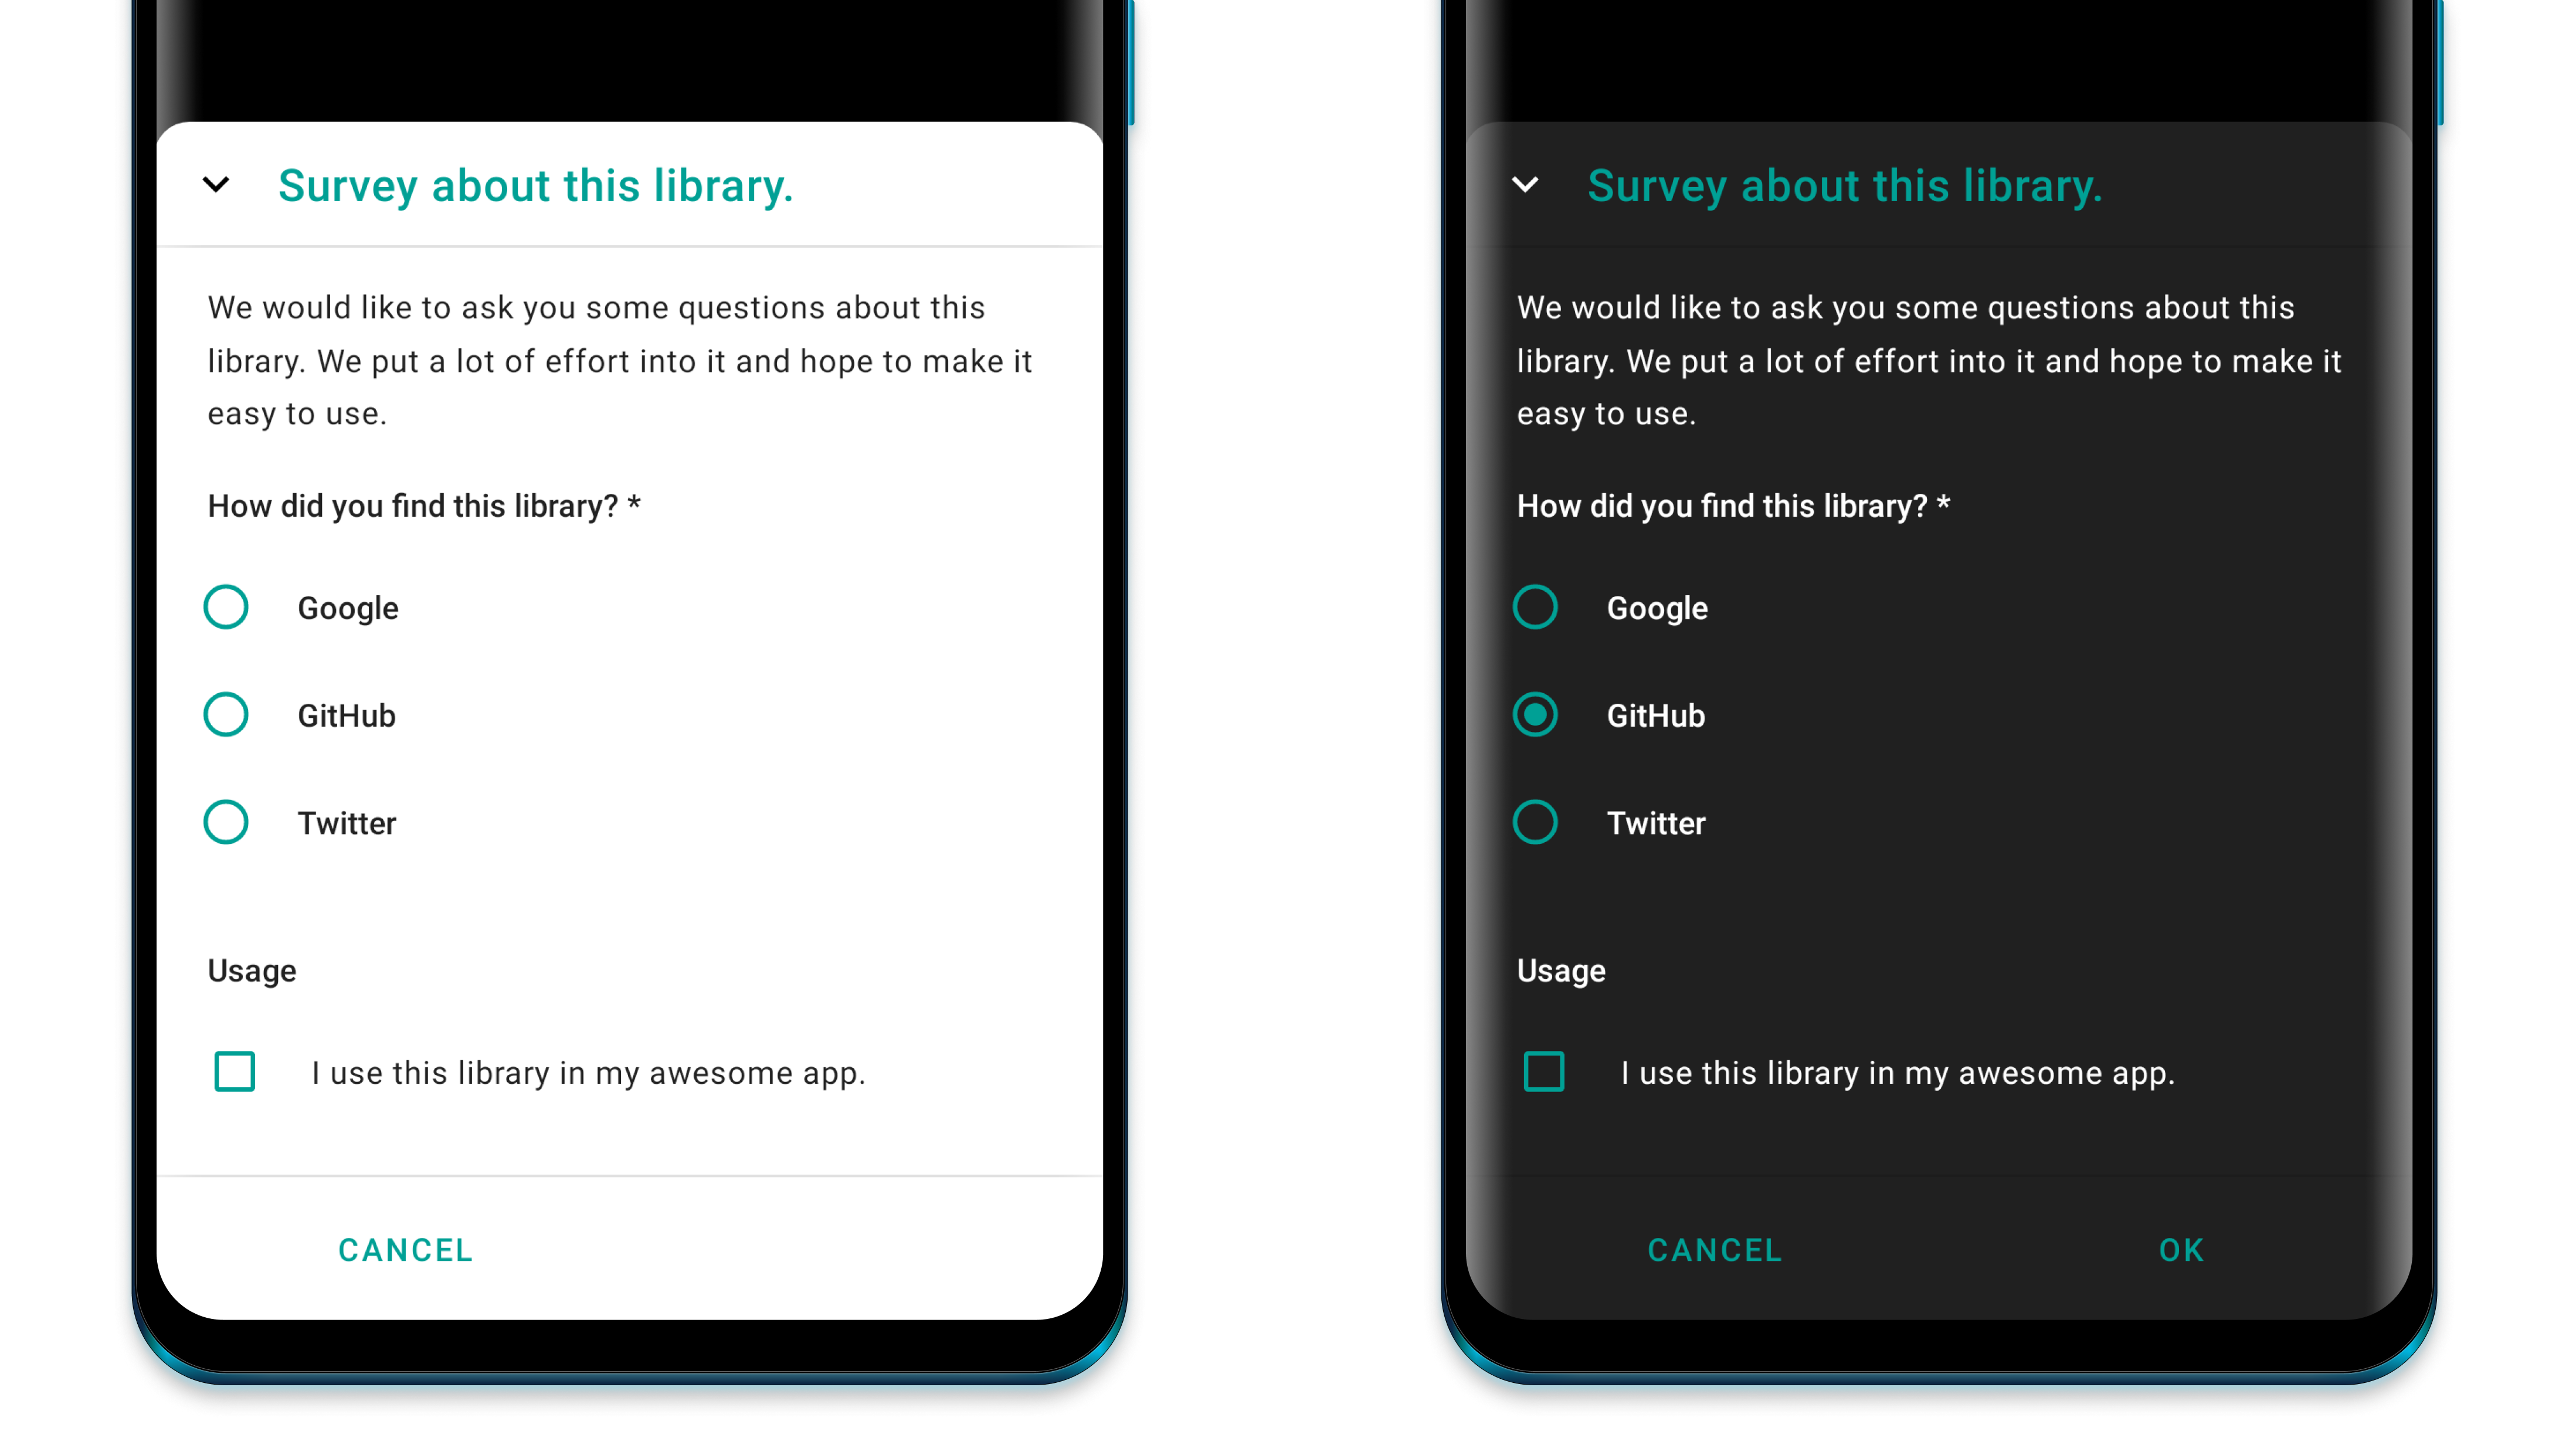 Survey about this library.
We would like to ask you some questions about this
library. We put a lot of effort into it and hope to make it
easy to use.
How did you find this library? *
Google
GitHub
Twitter
Usage
I use this library in my awesome app.
CANCEL
Survey about this library.
We would like to ask you some questions about this
library. We put a lot of effort into it and hope to make it
easy to use.
How did you find this library? *
Google
GitHub
Twitter
Usage
I use this library in my awesome app.
CANCEL OK